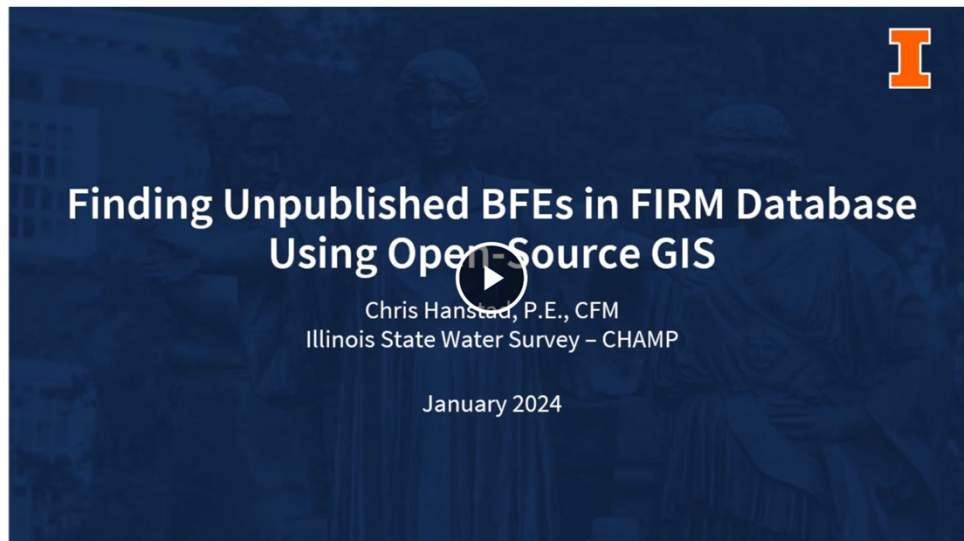 I
Finding Unpublished BFEs in FIRM Database
Using Open-Source GIS
Chris Hanstad, P.E., CFM
Illinois State Water Survey – CHAMP
January 2024